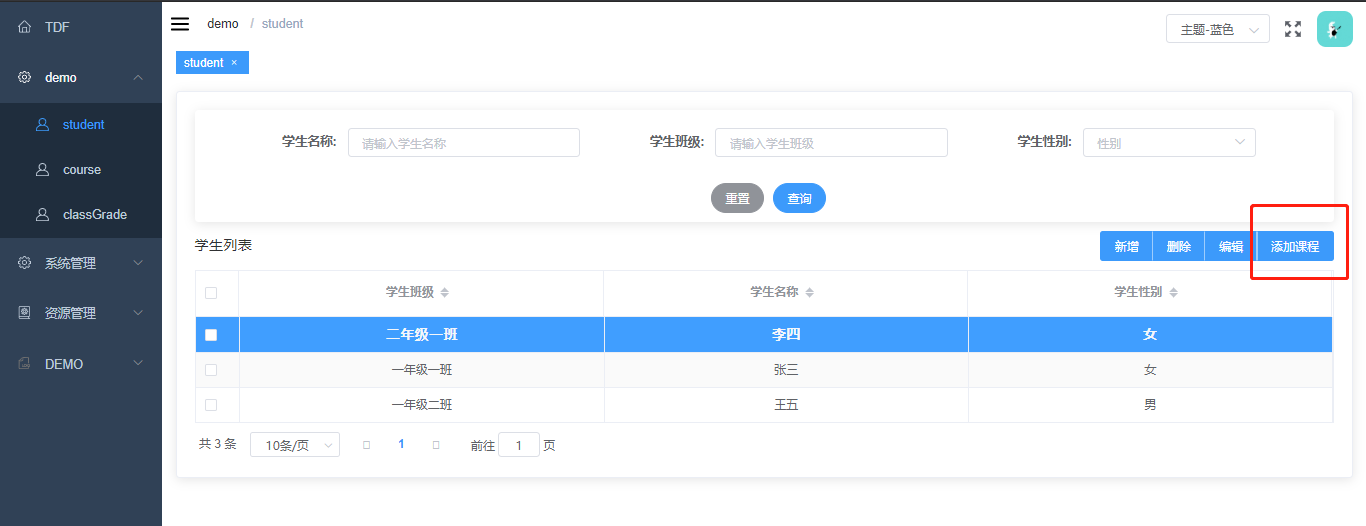 TDF
demo
student
course
classGrade
系统管理
资源管理
DEMO
demo / student
主题-蓝色
student ×
学生名称: 请输入学生名称 学生班级: 请输入学生班级 学生性别: 性别
重置 查询
学生列表 新增 删除 编辑 添加课程
学生班级 学生名称 学生性别
二年级一班 李四 女
一年级一班 张三 女
一年级二班 王五 男
共 3 条 10条/页 1 前往 1 页